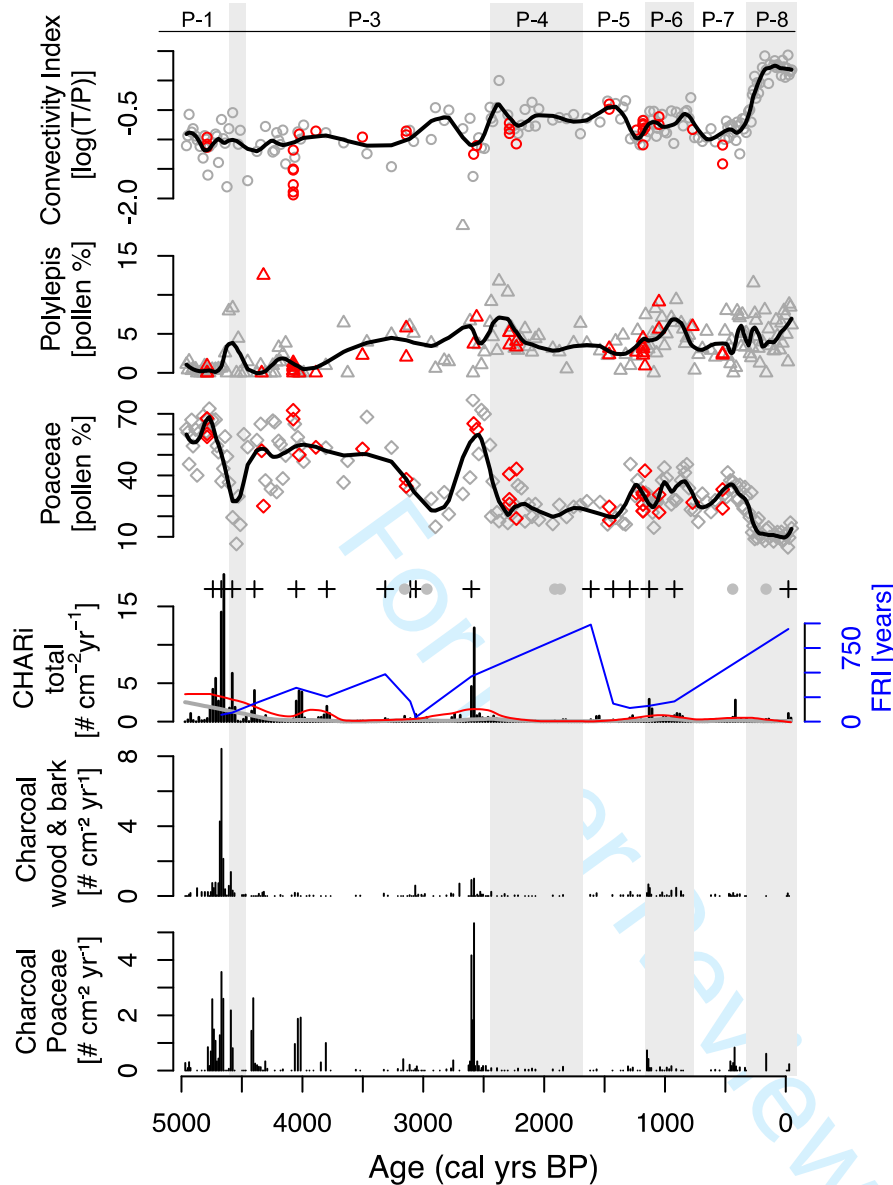 P-1 P-3 P-4 P-5 P-6 P-7 P-8
Convectivity Index
[log(T/P)]
-0.5
-2.0
Polylepis
[pollen %]
15
5
0
Poaceae
[pollen %]
70
40
10
CHARi
total
[# cm⁻²yr⁻¹]
15
5
0
FRI [years]
750
0
Charcoal
wood & bark
[# cm⁻² yr⁻¹]
8
4
0
Charcoal
Poaceae
[# cm⁻² yr⁻¹]
4
2
0
5000 4000 3000 2000 1000 0
Age (cal yrs BP)
For
er Review